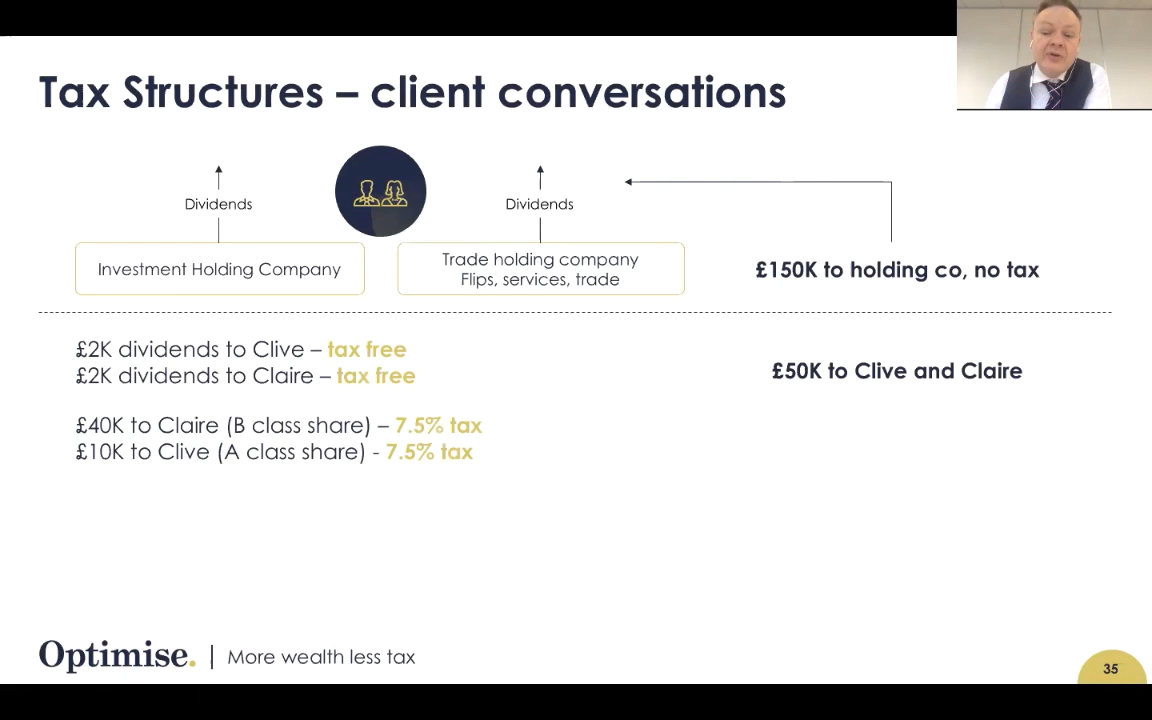 Tax Structures – client conversations
Dividends
Dividends
Investment Holding Company
Trade holding company
Flips, services, trade
£150K to holding co, no tax
£2K dividends to Clive – tax free
£2K dividends to Claire – tax free
£50K to Clive and Claire
£40K to Claire (B class share) – 7.5% tax
£10K to Clive (A class share) - 7.5% tax
Optimise. | More wealth less tax
35